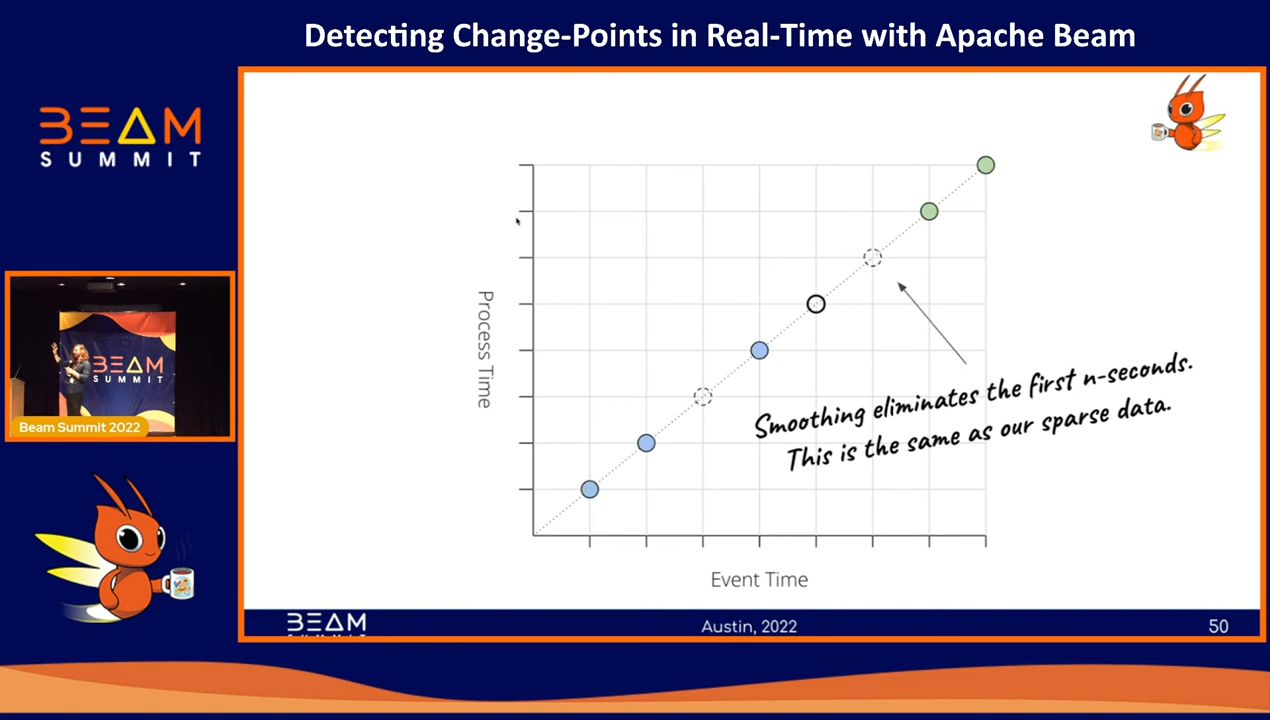 Detecting Change-Points in Real-Time with Apache Beam
BEAM
SUMMIT
Process Time
Smoothing eliminates the first n-seconds.
This is the same as our sparse data.
Event Time
BEAM
SUMMIT
Beam Summit 2022
BEAM
Austin, 2022
50